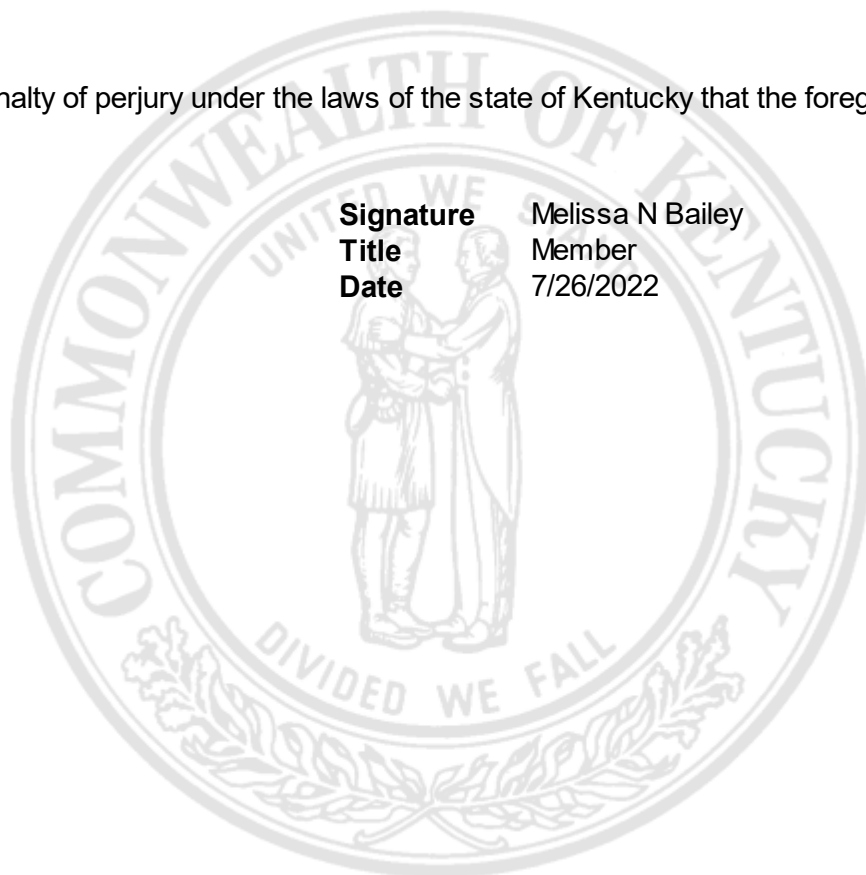 nalty of perjury under the laws of the state of Kentucky that the foreg
COMMONWEALTH OF KENTUCKY
UNITED WE STAND
Signature Melissa N Bailey
Title Member
Date 7/26/2022
DIVIDED WE FALL